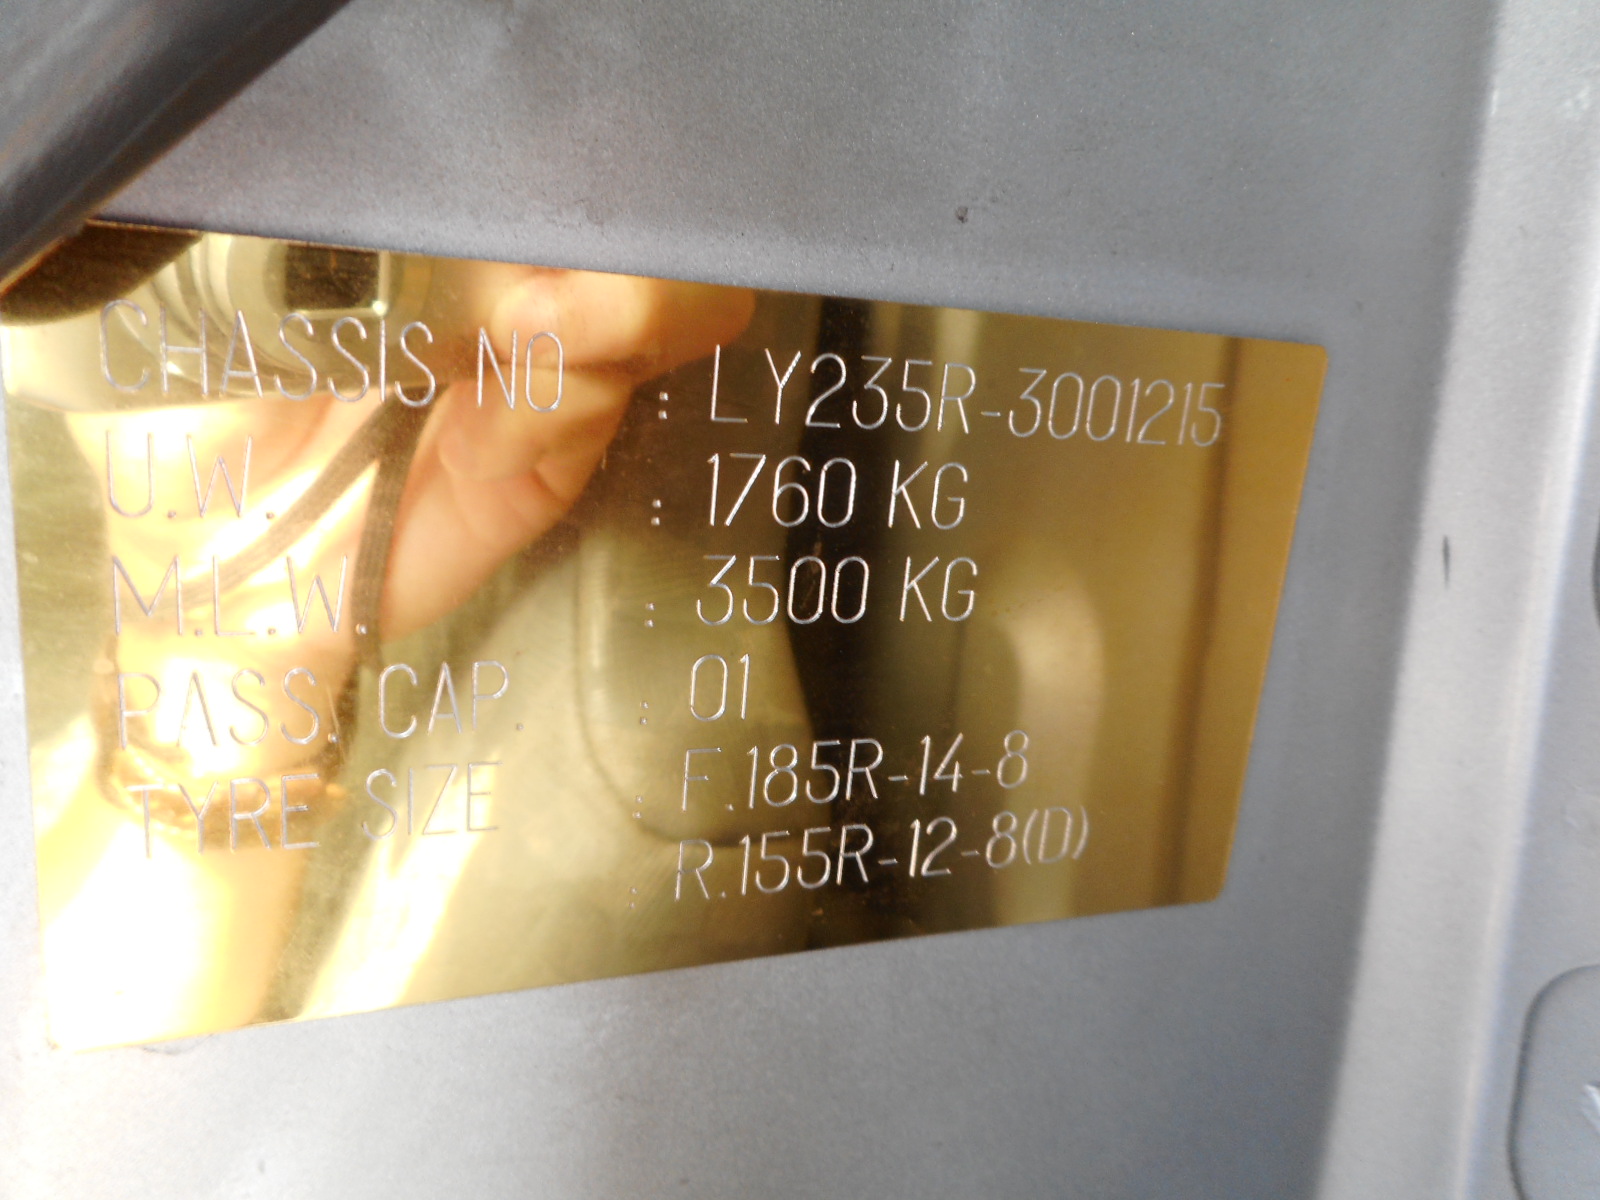 CHASSIS NO : LY235R-3001215
U.W. : 1760 KG
M.L.W. : 3500 KG
PASS. CAP. : 01
TYRE SIZE : F.185R-14-8
: R.155R-12-8(D)